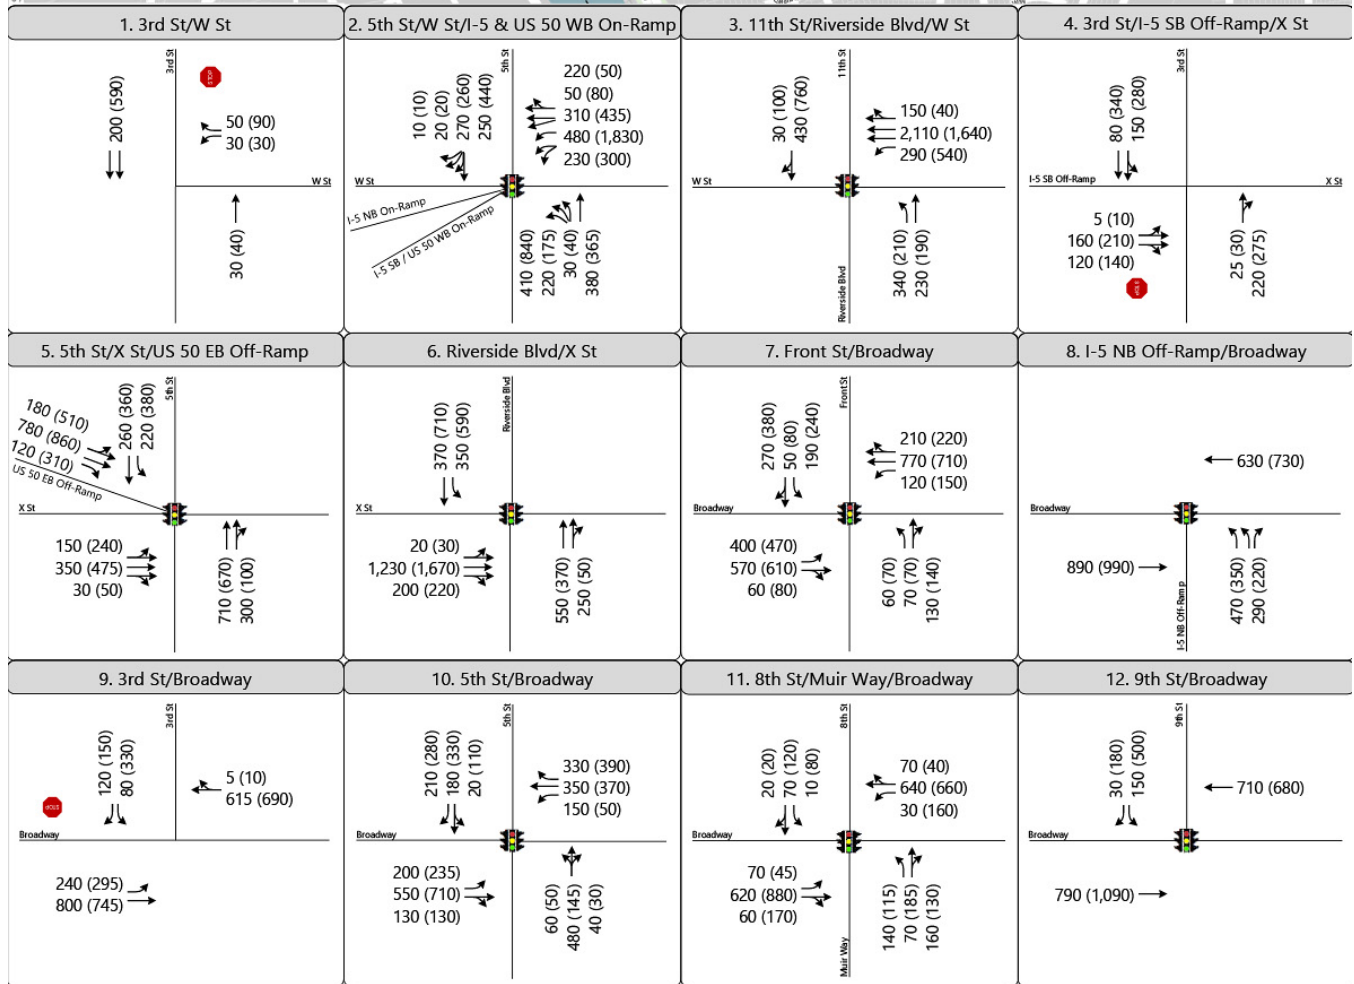 1. 3rd St/W St
3rd St
200 (590)
50 (90)
30 (30)
W St
30 (40)
2. 5th St/W St/I-5 & US 50 WB On-Ramp
5th St
10 (10)
20 (20)
270 (260)
250 (440)
220 (50)
50 (80)
310 (435)
480 (1,830)
230 (300)
W St
I-5 NB On-Ramp
I-5 SB / US 50 WB On-Ramp
410 (840)
220 (175)
30 (40)
380 (365)
3. 11th St/Riverside Blvd/W St
11th St
30 (100)
430 (760)
150 (40)
2,110 (1,640)
290 (540)
W St
Riverside Blvd
340 (210)
230 (190)
4. 3rd St/I-5 SB Off-Ramp/X St
3rd St
80 (340)
150 (280)
I-5 SB Off-Ramp
X St
5 (10)
160 (210)
120 (140)
STOP
25 (30)
220 (275)
5. 5th St/X St/US 50 EB Off-Ramp
5th St
180 (510)
780 (860)
120 (310)
US 50 EB Off-Ramp
260 (360)
220 (380)
X St
150 (240)
350 (475)
30 (50)
710 (670)
300 (100)
6. Riverside Blvd/X St
Riverside Blvd
370 (710)
350 (590)
X St
20 (30)
1,230 (1,670)
200 (220)
550 (370)
250 (50)
7. Front St/Broadway
Front St
270 (380)
50 (80)
190 (240)
210 (220)
770 (710)
120 (150)
Broadway
400 (470)
570 (610)
60 (80)
60 (70)
70 (70)
130 (140)
8. I-5 NB Off-Ramp/Broadway
630 (730)
Broadway
890 (990)
I-5 NB Off-Ramp
470 (350)
290 (220)
9. 3rd St/Broadway
3rd St
120 (150)
80 (330)
5 (10)
615 (690)
STOP
Broadway
240 (295)
800 (745)
10. 5th St/Broadway
5th St
210 (280)
180 (330)
20 (110)
330 (390)
350 (370)
150 (50)
Broadway
200 (235)
550 (710)
130 (130)
60 (50)
480 (145)
40 (30)
11. 8th St/Muir Way/Broadway
8th St
20 (20)
70 (120)
10 (80)
70 (40)
640 (660)
30 (160)
Broadway
70 (45)
620 (880)
60 (170)
Muir Way
140 (115)
70 (185)
160 (130)
12. 9th St/Broadway
9th St
30 (180)
150 (500)
710 (680)
Broadway
790 (1,090)